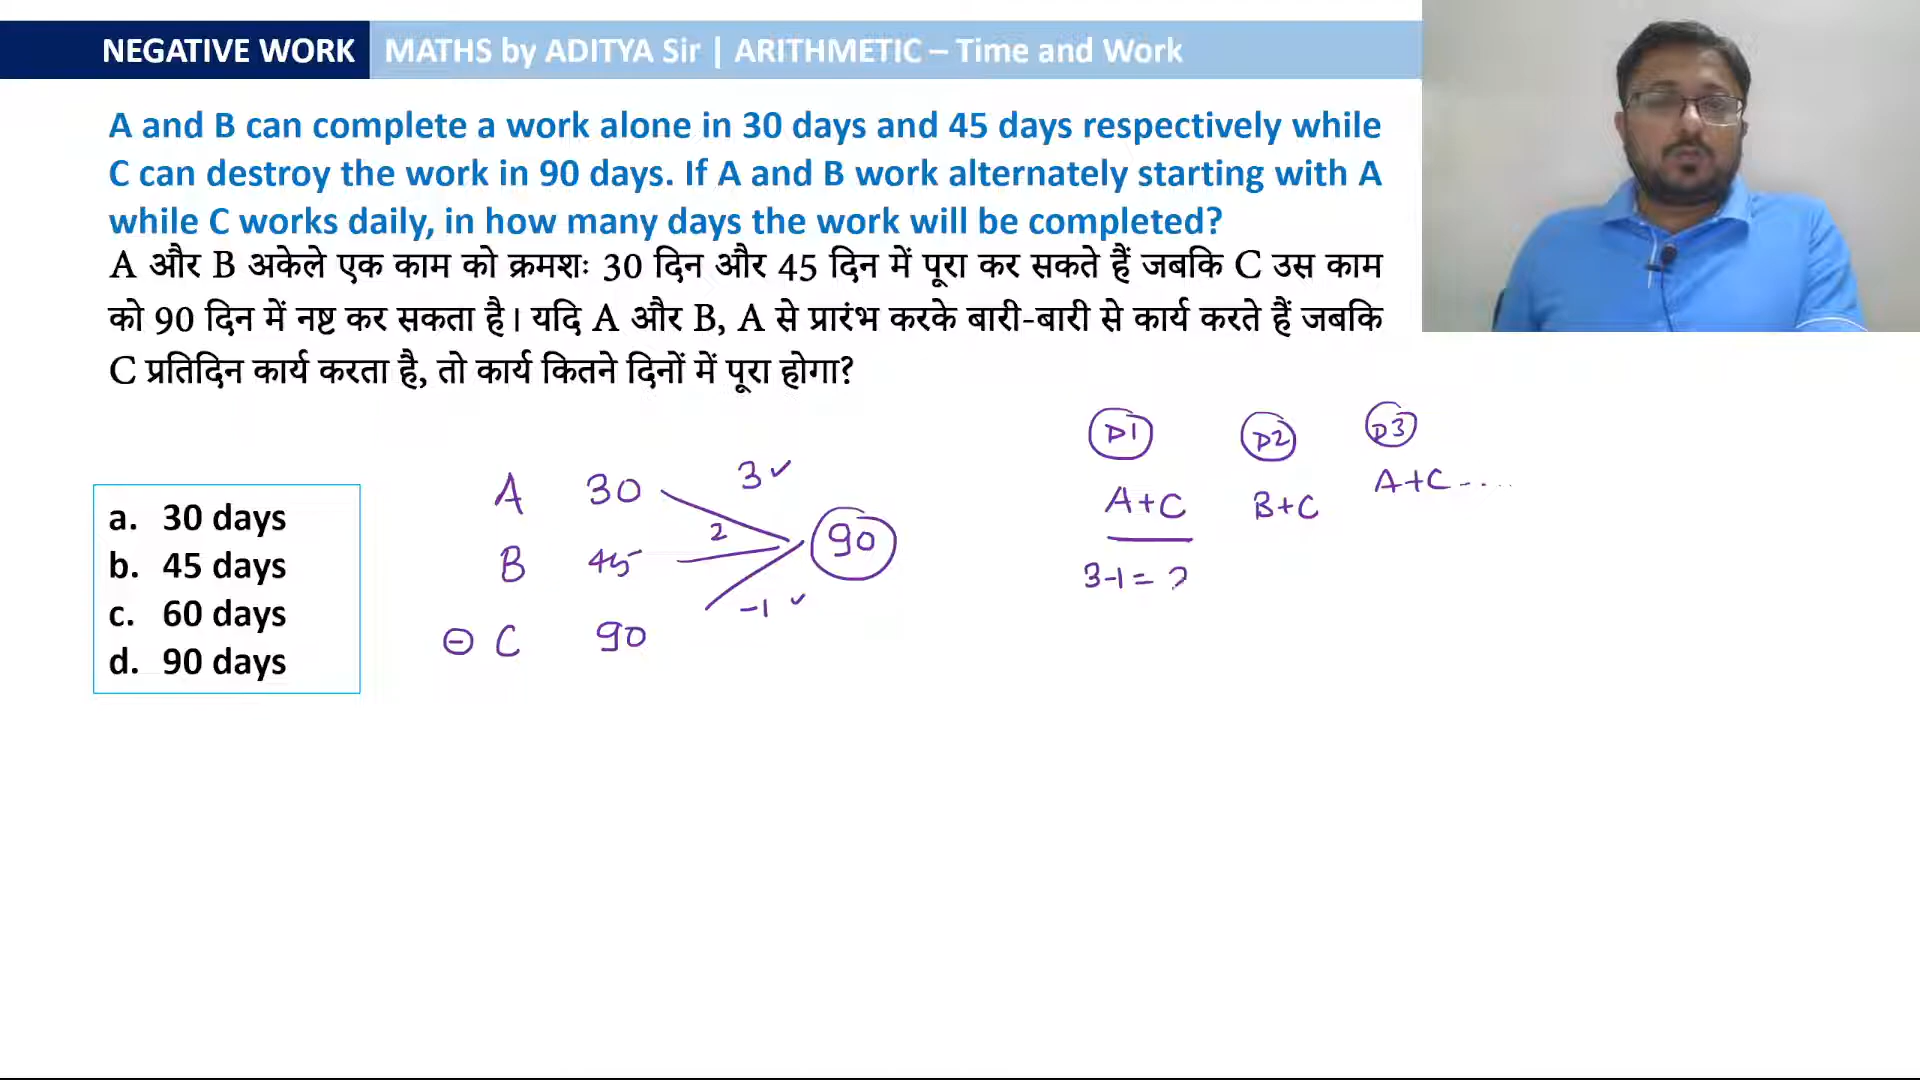 NEGATIVE WORK MATHS by ADITYA Sir | ARITHMETIC – Time and Work
A and B can complete a work alone in 30 days and 45 days respectively while
C can destroy the work in 90 days. If A and B work alternately starting with A
while C works daily, in how many days the work will be completed?
A और B अकेले एक काम को क्रमशः 30 दिन और 45 दिन में पूरा कर सकते हैं जबकि C उस काम
को 90 दिन में नष्ट कर सकता है। यदि A और B, A से प्रारंभ करके बारी-बारी से कार्य करते हैं जबकि
C प्रतिदिन कार्य करता है, तो कार्य कितने दिनों में पूरा होगा?
a. 30 days
b. 45 days
c. 60 days
d. 90 days
A 30 3 ✓
B 45 2 90
⊖ C 90 -1 ✓
D1 D2 D3
A+C B+C A+C-....
3-1= 2